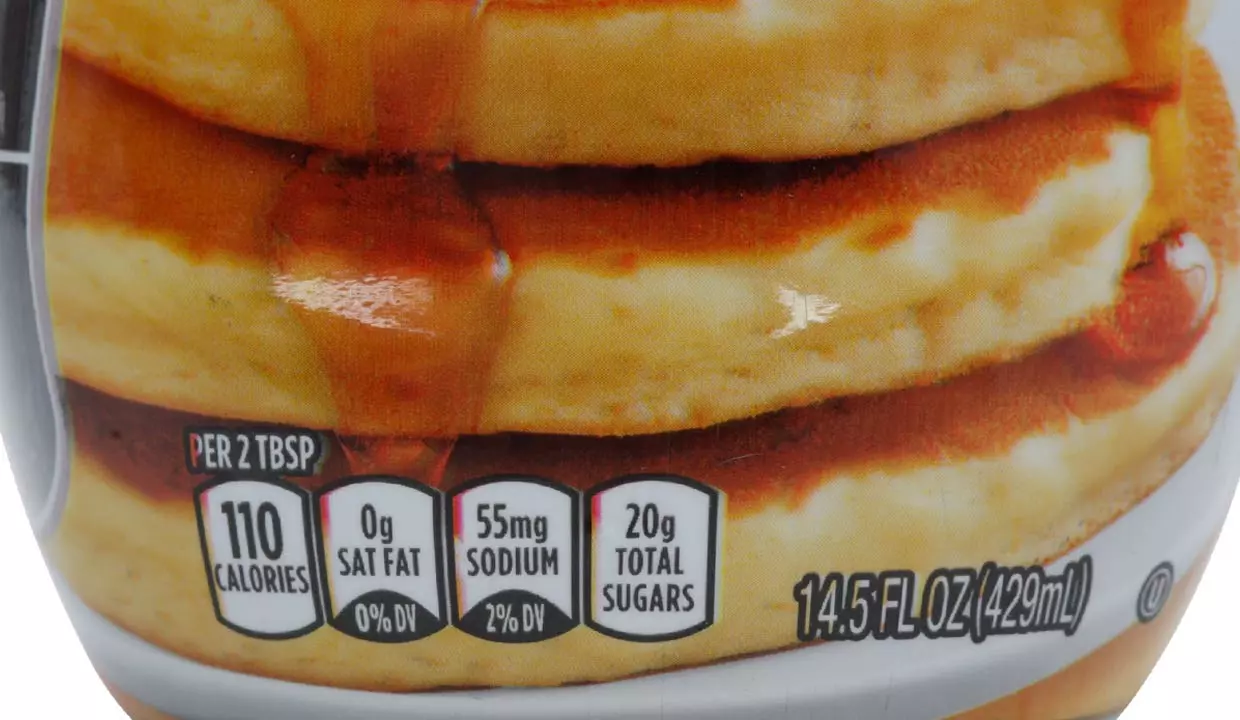 PER 2 TBSP
110
CALORIES
0g
SAT FAT
0% DV
55mg
SODIUM
2% DV
20g
TOTAL
SUGARS
14.5 FL OZ (429mL)
U